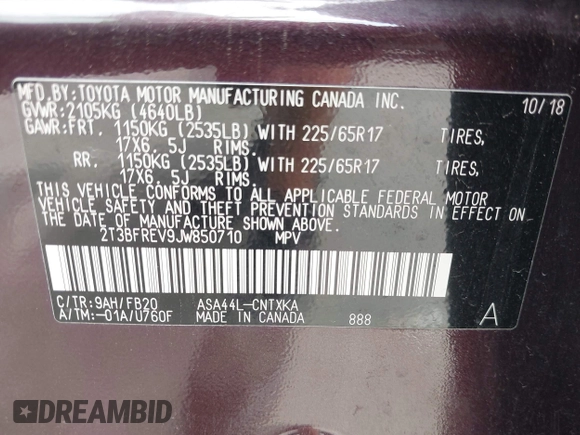 MFD.BY:TOYOTA MOTOR MANUFACTURING CANADA INC. 10/18
GVWR:2105KG (4640LB)
GAWR:FRT. 1150KG (2535LB) WITH 225/65R17 TIRES,
17X6.5J RIMS.
RR. 1150KG (2535LB) WITH 225/65R17 TIRES,
17X6.5J RIMS.
THIS VEHICLE CONFORMS TO ALL APPLICABLE FEDERAL MOTOR
VEHICLE SAFETY AND THEFT PREVENTION STANDARDS IN EFFECT ON
THE DATE OF MANUFACTURE SHOWN ABOVE.
2T3BFREV9JW850710 MPV
C/TR:9AH/FB20 ASA44L-CNTXKA
A/TM:-01A/U760F MADE IN CANADA 888 A
DREAMBID